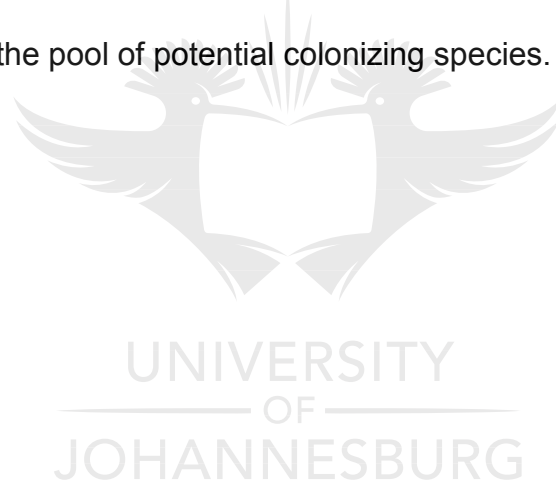 the pool of potential colonizing species.
UNIVERSITY
OF
JOHANNESBURG